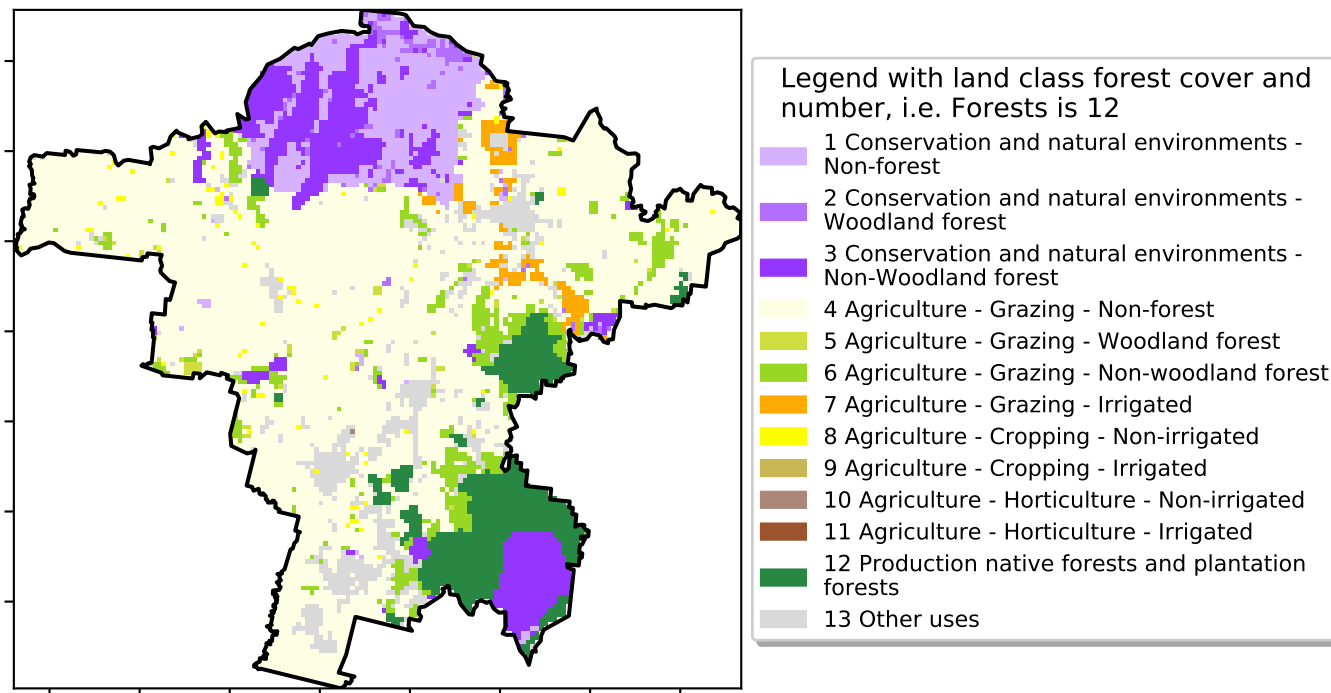 Legend with land class forest cover and
number, i.e. Forests is 12
1 Conservation and natural environments -
Non-forest
2 Conservation and natural environments -
Woodland forest
3 Conservation and natural environments -
Non-Woodland forest
4 Agriculture - Grazing - Non-forest
5 Agriculture - Grazing - Woodland forest
6 Agriculture - Grazing - Non-woodland forest
7 Agriculture - Grazing - Irrigated
8 Agriculture - Cropping - Non-irrigated
9 Agriculture - Cropping - Irrigated
10 Agriculture - Horticulture - Non-irrigated
11 Agriculture - Horticulture - Irrigated
12 Production native forests and plantation
forests
13 Other uses